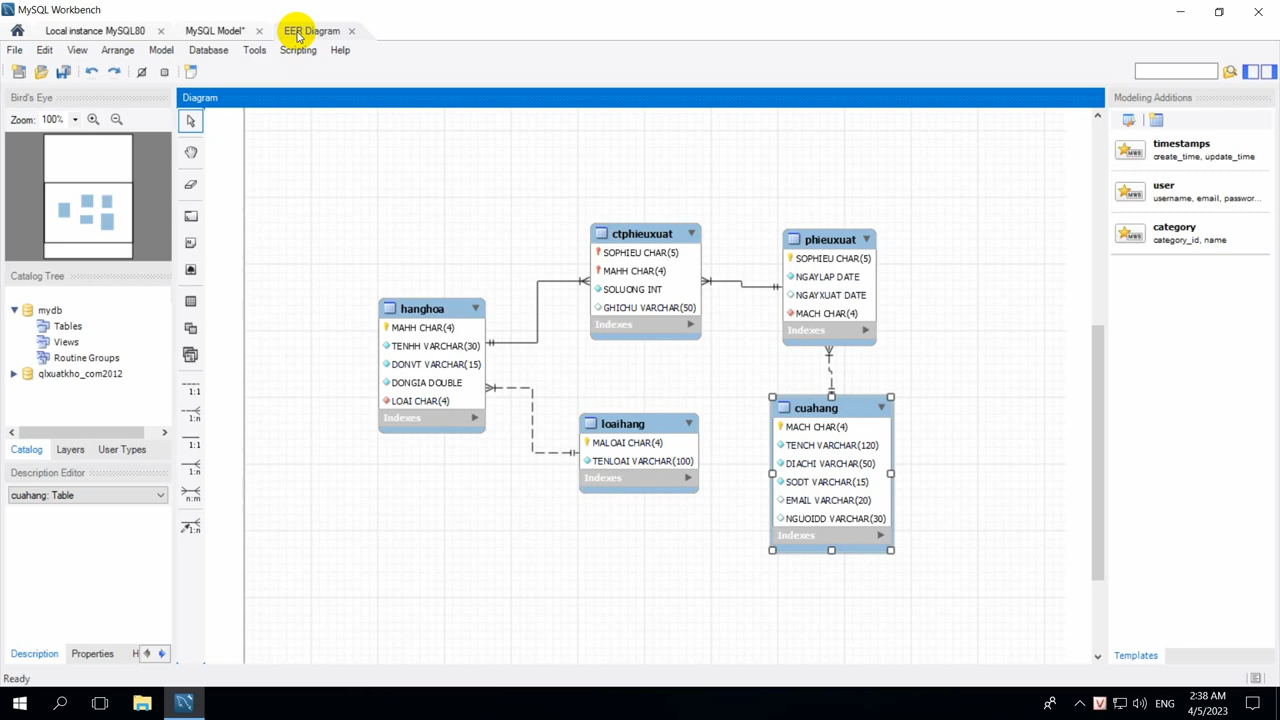 MySQL Workbench
Local instance MySQL80
MySQL Model*
EER Diagram
File Edit View Arrange Model Database Tools Scripting Help
Bird's Eye
Zoom: 100%
Diagram
Modeling Additions
timestamps
create_time, update_time
user
username, email, passwor...
category
category_id, name
ctphieuxuat
SOPHIEU CHAR(5)
MAHH CHAR(4)
SOLUONG INT
GHICHU VARCHAR(50)
Indexes
phieuxuat
SOPHIEU CHAR(5)
NGAYLAP DATE
NGAYXUAT DATE
MACH CHAR(4)
Indexes
hanghoa
MAHH CHAR(4)
TENHH VARCHAR(30)
DONVT VARCHAR(15)
DONGIA DOUBLE
LOAI CHAR(4)
Indexes
loaihang
MALOAI CHAR(4)
TENLOAI VARCHAR(100)
Indexes
cuahang
MACH CHAR(4)
TENCH VARCHAR(120)
DIACHI VARCHAR(50)
SODT VARCHAR(15)
EMAIL VARCHAR(20)
NGUOIDD VARCHAR(30)
Indexes
Catalog Tree
mydb
Tables
Views
Routine Groups
qlxuatkho_com2012
Catalog Layers User Types
Description Editor
cuahang: Table
1:1
1:n
1:1
1:n
n:m
1:n
Description Properties H
Templates
Ready
ENG
2:38 AM
4/5/2023